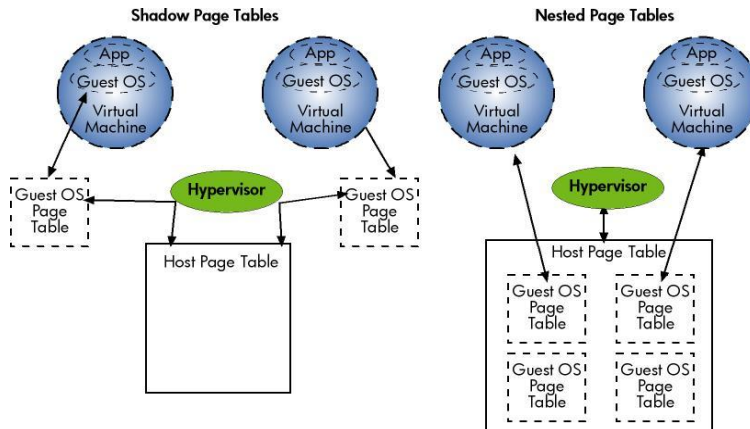 Shadow Page Tables
App
Guest OS
Virtual
Machine
App
Guest OS
Virtual
Machine
Guest OS
Page
Table
Hypervisor
Guest OS
Page
Table
Host Page Table
Nested Page Tables
App
Guest OS
Virtual
Machine
App
Guest OS
Virtual
Machine
Hypervisor
Host Page Table
Guest OS
Page
Table
Guest OS
Page
Table
Guest OS
Page
Table
Guest OS
Page
Table